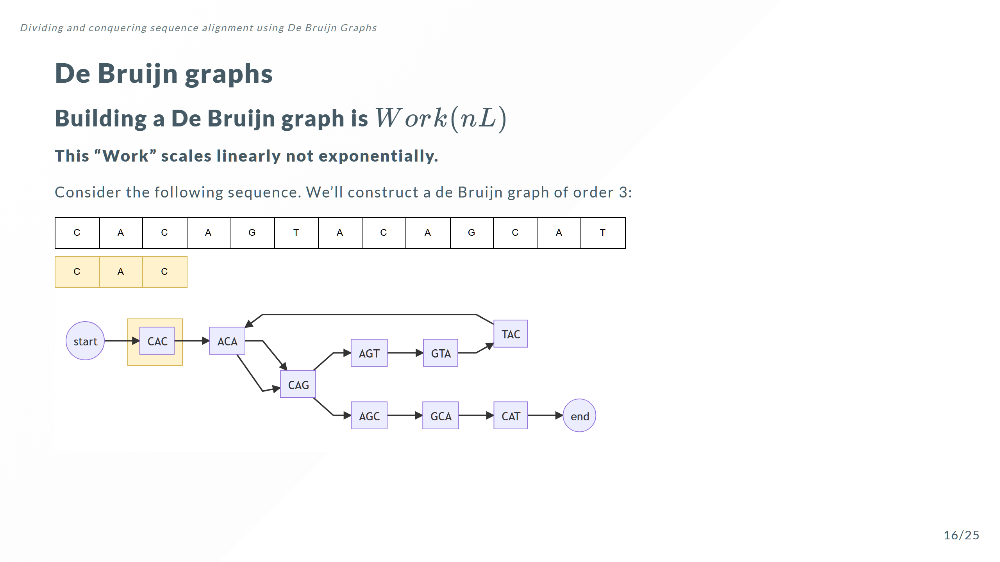 Dividing and conquering sequence alignment using De Bruijn Graphs
De Bruijn graphs
Building a De Bruijn graph is Work(nL)
This “Work” scales linearly not exponentially.
Consider the following sequence. We’ll construct a de Bruijn graph of order 3:
C A C A G T A C A G C A T
C A C
start CAC ACA CAG AGT GTA TAC
AGC GCA CAT end
16/25